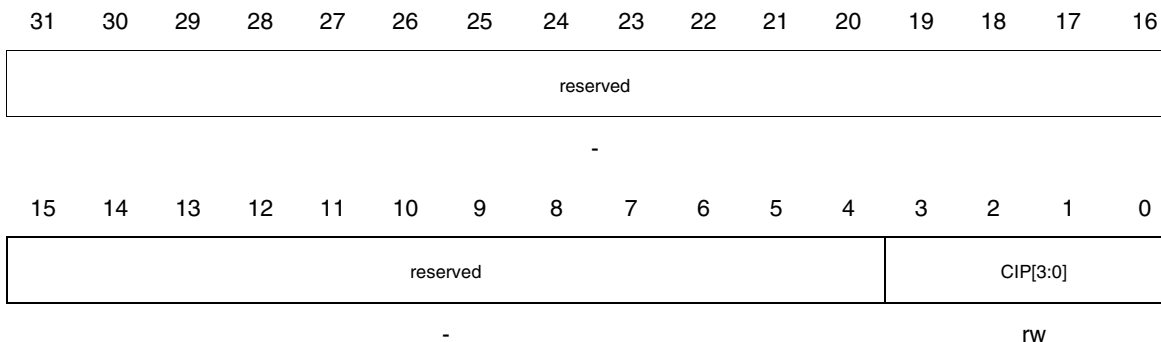 31 30 29 28 27 26 25 24 23 22 21 20 19 18 17 16
reserved
-
15 14 13 12 11 10 9 8 7 6 5 4 3 2 1 0
reserved CIP[3:0]
- rw